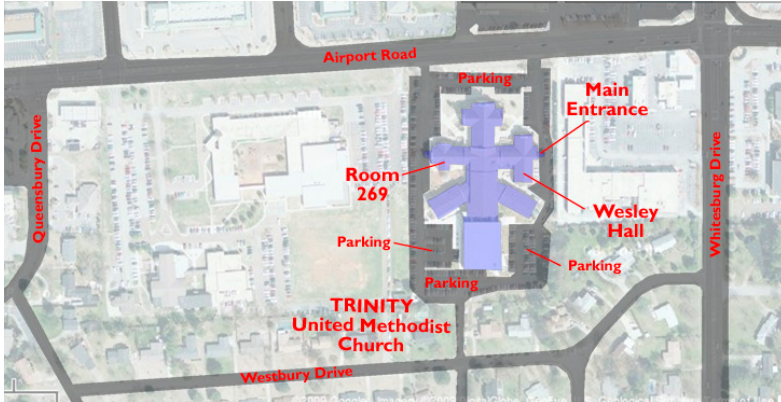 Airport Road
Parking
Main
Entrance
Room
269
Queensbury Drive
Wesley
Hall
Whitesburg Drive
Parking
Parking
Parking
TRINITY
United Methodist
Church
Westbury Drive